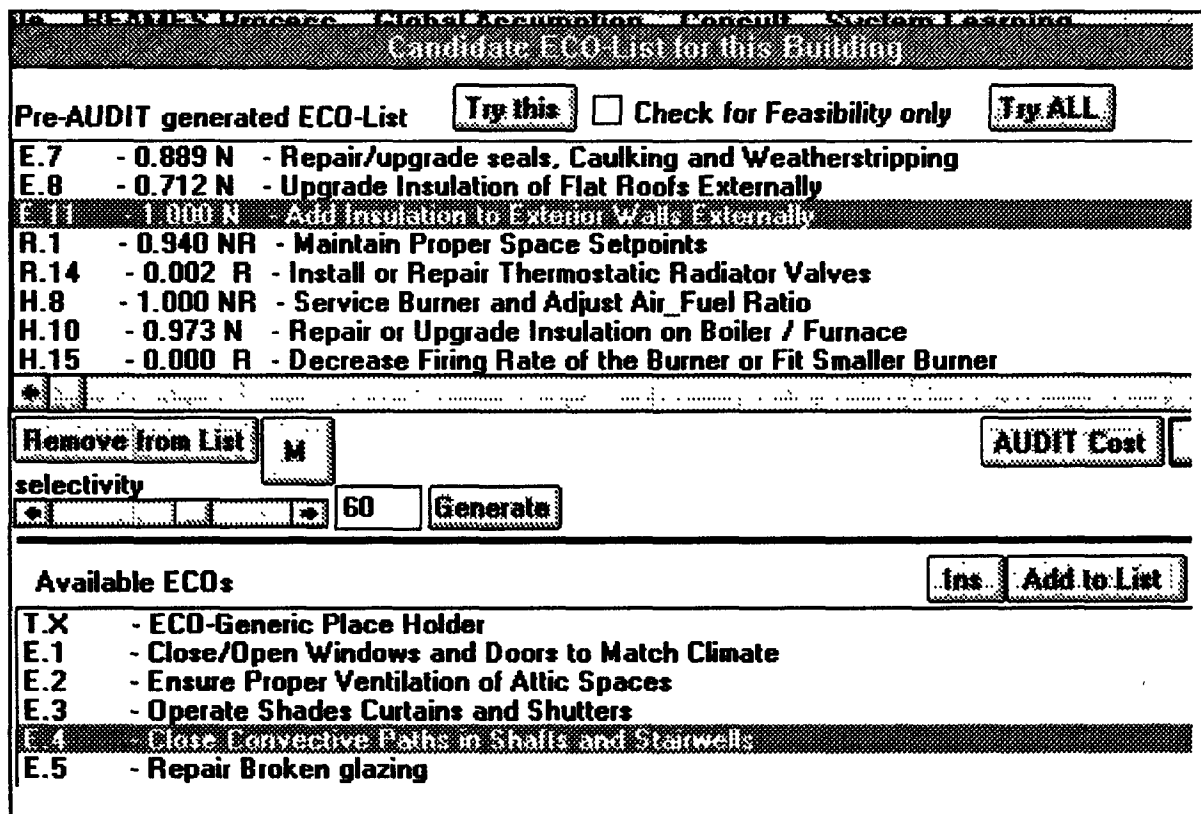 HEAMES Process Global Assumption Consult System Learning
Candidate ECO-List for this Building
Pre-AUDIT generated ECO-List Try this Check for Feasibility only Try ALL
E.7 - 0.889 N - Repair/upgrade seals, Caulking and Weatherstripping
E.8 - 0.712 N - Upgrade Insulation of Flat Roofs Externally
E.11 - 1.000 N - Add Insulation to Exterior Walls Externally
R.1 - 0.940 NR - Maintain Proper Space Setpoints
R.14 - 0.002 R - Install or Repair Thermostatic Radiator Valves
H.8 - 1.000 NR - Service Burner and Adjust Air_Fuel Ratio
H.10 - 0.973 N - Repair or Upgrade Insulation on Boiler / Furnace
H.15 - 0.000 R - Decrease Firing Rate of the Burner or Fit Smaller Burner
Remove from List M AUDIT Cost
selectivity
60 Generate
Available ECOs Ins Add to List
T.X - ECO-Generic Place Holder
E.1 - Close/Open Windows and Doors to Match Climate
E.2 - Ensure Proper Ventilation of Attic Spaces
E.3 - Operate Shades Curtains and Shutters
E.4 - Close Convective Paths in Shafts and Stairwells
E.5 - Repair Broken glazing